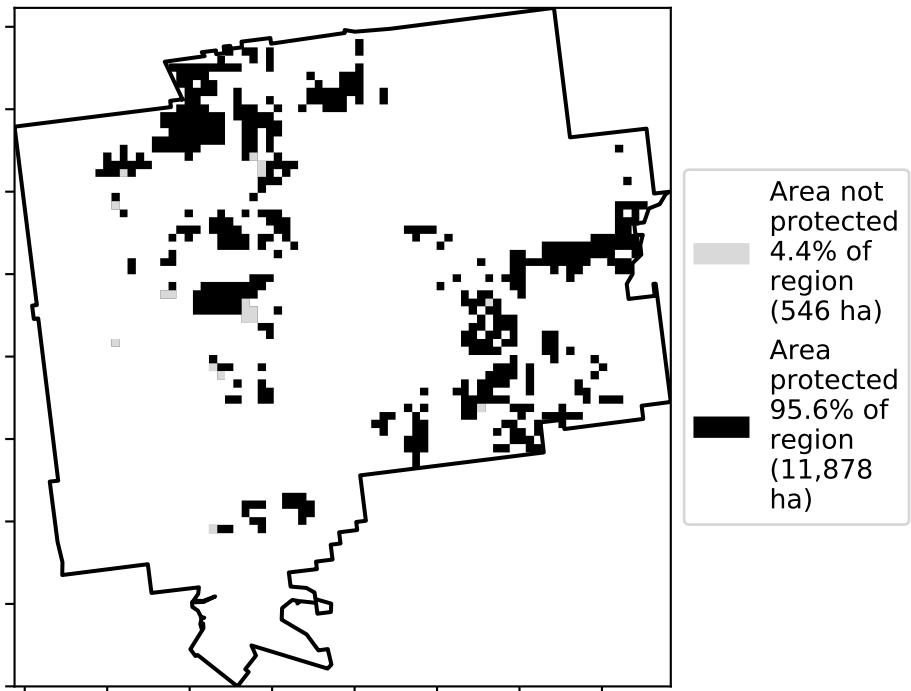 Area not
protected
4.4% of
region
(546 ha)
Area
protected
95.6% of
region
(11,878
ha)